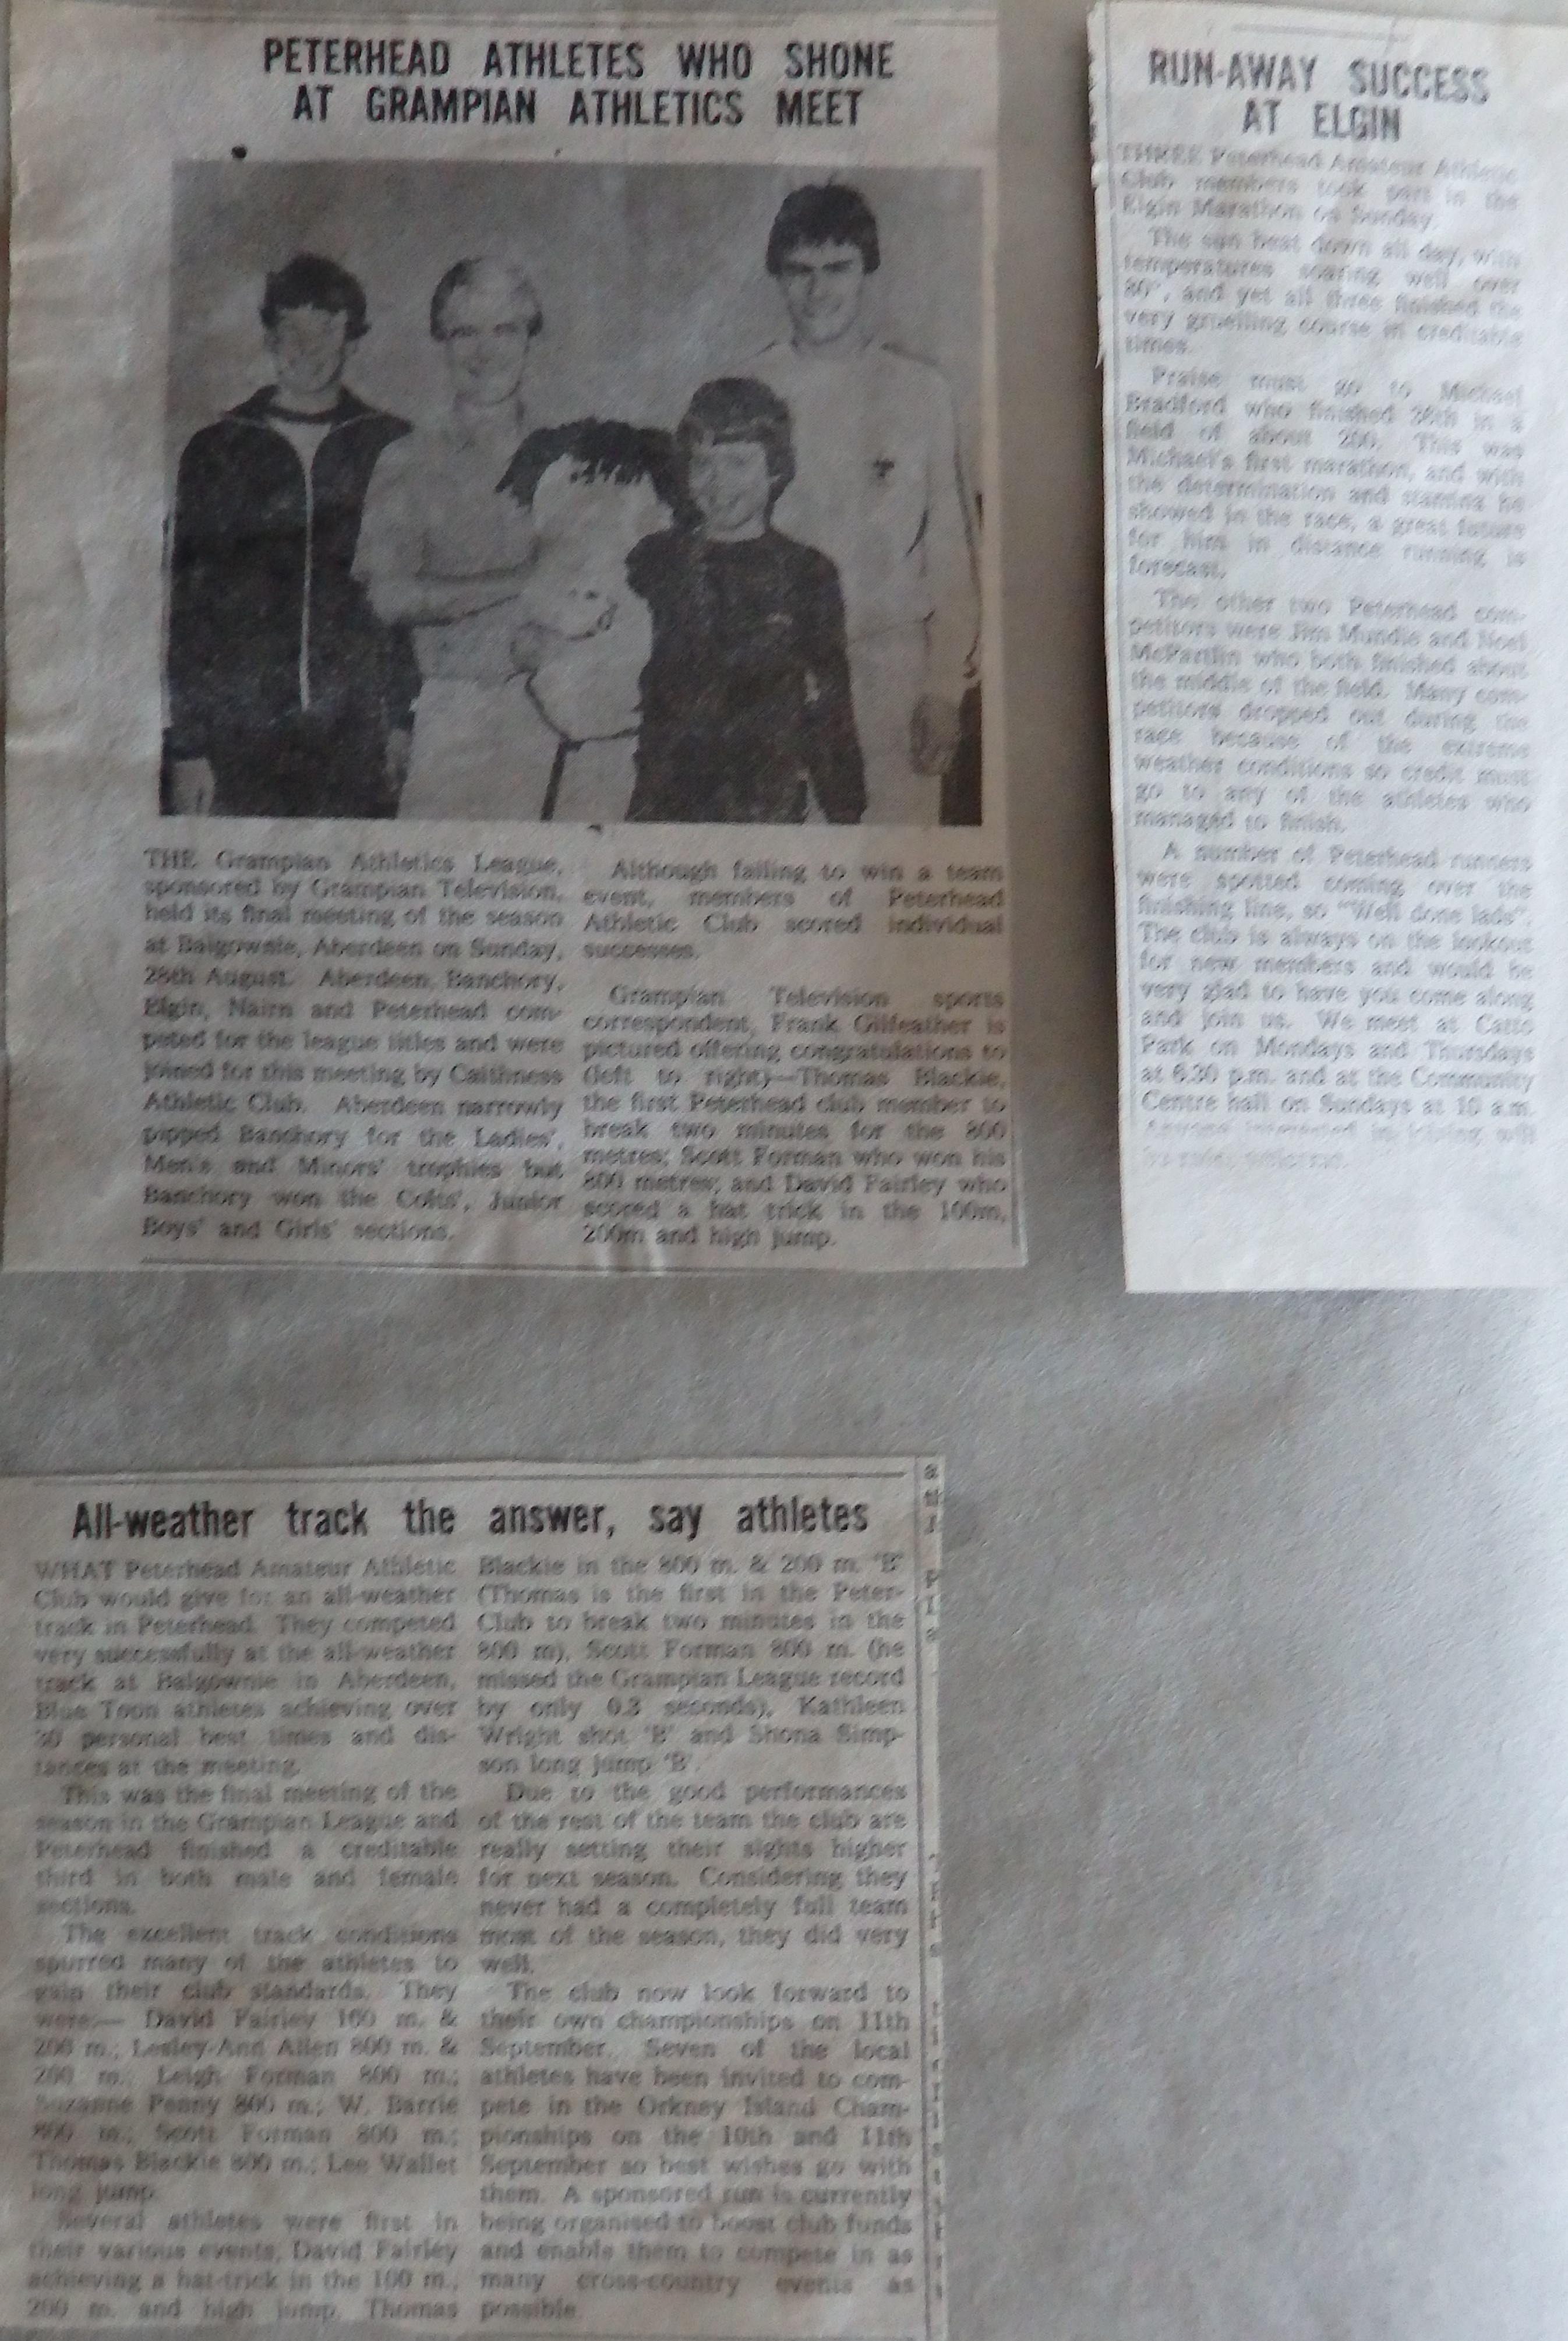 PETERHEAD ATHLETES WHO SHONE
AT GRAMPIAN ATHLETICS MEET
THE Grampian Athletics League,
sponsored by Grampian Television,
held its final meeting of the season
at Balgownie, Aberdeen on Sunday,
28th August. Aberdeen, Banchory,
Elgin, Nairn and Peterhead com-
peted for the league titles and were
joined for this meeting by Caithness
Athletic Club. Aberdeen narrowly
pipped Banchory for the Ladies',
Men's and Minors' trophies but
Banchory won the Colts', Junior
Boys' and Girls' sections.
Although failing to win a team
event, members of Peterhead
Athletic Club scored individual
successes.
Grampian Television sports
correspondent, Frank Gilfeather is
pictured offering congratulations to
(left to right)—Thomas Blackie,
the first Peterhead club member to
break two minutes for the 800
metres; Scott Forman who won his
800 metres; and David Fairley who
scored a hat trick in the 100m,
200m and high jump.
RUN-AWAY SUCCESS
AT ELGIN
THREE Peterhead Amateur Athletic
Club members took part in the
Elgin Marathon on Sunday.
The sun beat down all day, with
temperatures soaring well over
80°, and yet all three finished the
very gruelling course in creditable
times.
Praise must go to Michael
Bradford who finished in a
field of about 200. This was
Michael's first marathon, and with
the determination and stamina he
showed in the race, a great future
for him in distance running is
forecast.
The other two Peterhead com-
petitors were Jim Mundie and Noel
McPartlin who both finished about
the middle of the field. Many com-
petitors dropped out during the
race because of the extreme
weather conditions so credit must
go to any of the athletes who
managed to finish.
A number of Peterhead runners
were spotted coming over the
finishing line, so "Well done lads".
The club is always on the lookout
for new members and would be
very glad to have you come along
and join us. We meet at Catto
Park on Mondays and Thursdays
at 6.30 p.m. and at the Community
Centre hall on Sundays at 10 a.m.
Anyone interested in joining will
All-weather track the answer, say athletes
WHAT Peterhead Amateur Athletic
Club would give for an all-weather
track in Peterhead. They competed
very successfully at the all-weather
track at Balgownie in Aberdeen,
Blue Toon athletes achieving over
personal best times and dis-
tances at the meeting.
This was the final meeting of the
season in the Grampian League and
Peterhead finished a creditable
third in both male and female
sections.
The excellent track conditions
spurred many of the athletes to
gain their club standards. They
were:— David Fairley 100 m. &
200 m.; Lesley-Ann Allen 800 m. &
200 m.; Leigh Forman 800 m.;
Suzanne Penny 800 m.; W. Barrie
800 m.; Scott Forman 800 m.;
Thomas Blackie 800 m.; Lee Wallet
long jump.
Several athletes were first in
their various events, David Fairley
achieving a hat-trick in the 100 m.,
200 m. and high jump, Thomas
Blackie in the 800 m. & 200 m. 'B'
(Thomas is the first in the Peter-
Club to break two minutes in the
800 m), Scott Forman 800 m. (he
missed the Grampian League record
by only seconds), Kathleen
Wright shot 'B' and Shona Simp-
son long jump 'B'.
Due to the good performances
of the rest of the team the club are
really setting their sights higher
for next season. Considering they
never had a completely full team
most of the season, they did very
well.
The club now look forward to
their own championships on 11th
September. Seven of the local
athletes have been invited to com-
pete in the Orkney Island Cham-
pionships on the 10th and 11th
September so best wishes go with
them. A sponsored run is currently
being organised to boost club funds
and enable them to compete in as
many cross-country events as
possible.